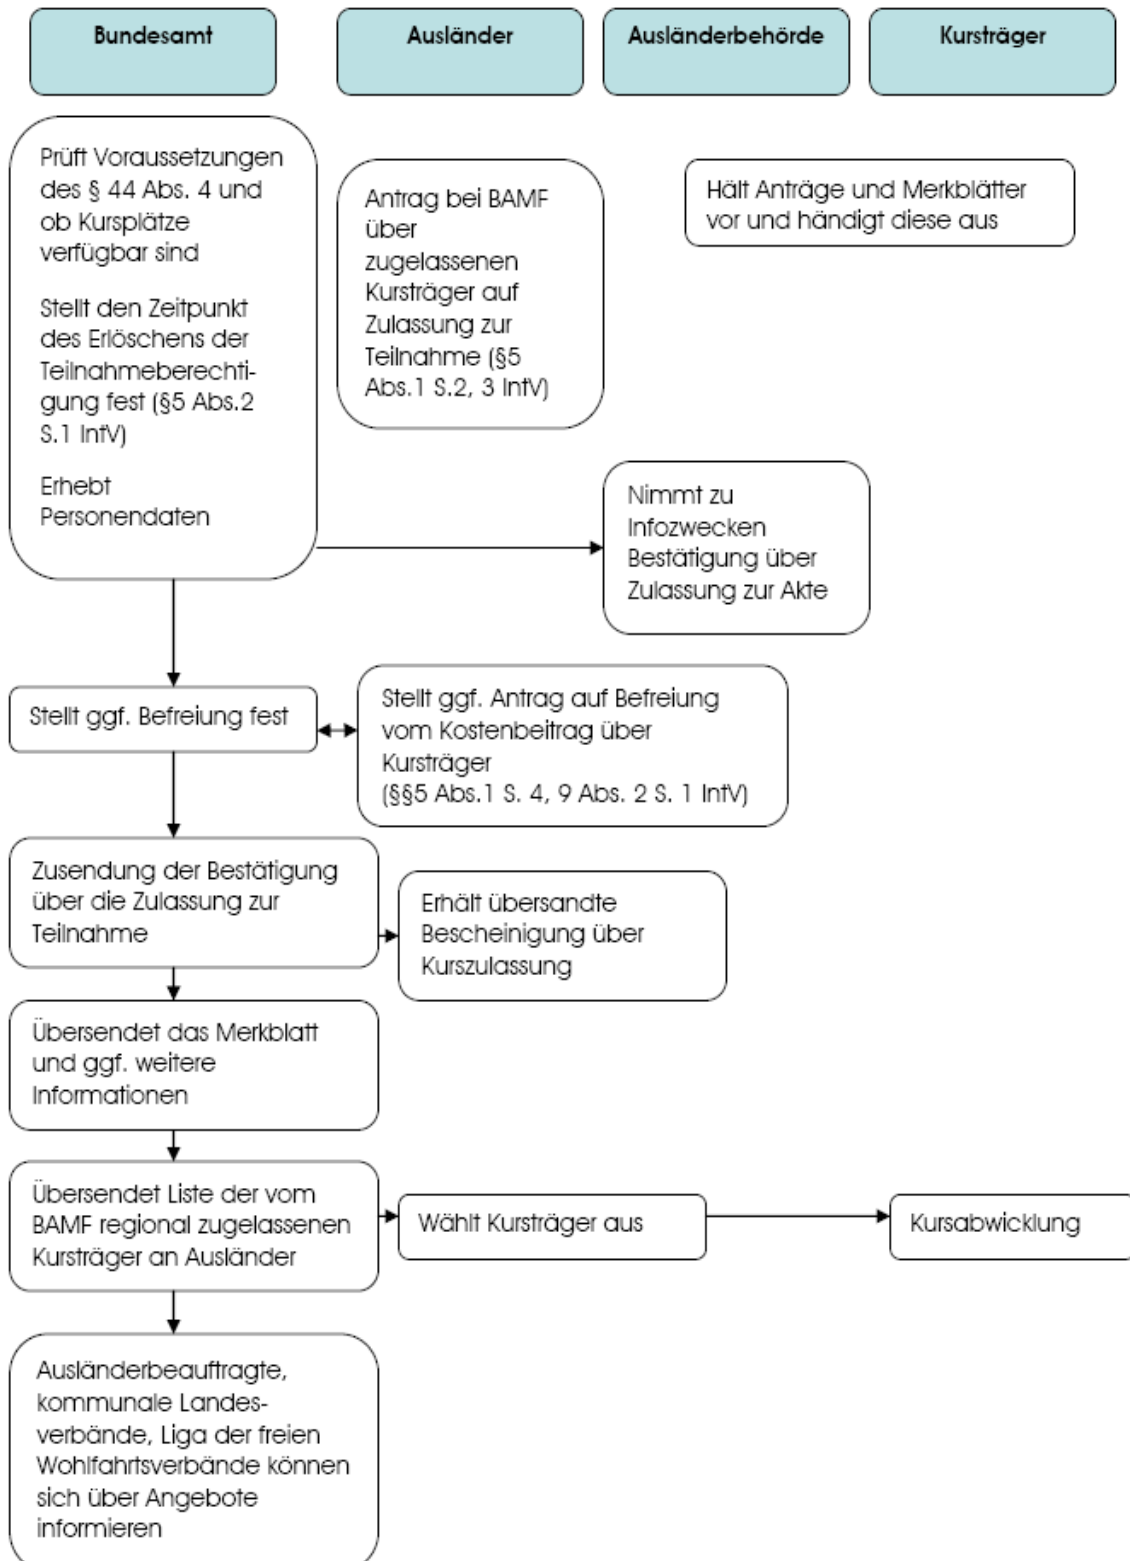 Bundesamt
Ausländer
Ausländerbehörde
Kursträger
Prüft Voraussetzungen
des § 44 Abs. 4 und
ob Kursplätze
verfügbar sind
Stellt den Zeitpunkt
des Erlöschens der
Teilnahmeberechti-
gung fest (§5 Abs.2
S.1 IntV)
Erhebt
Personendaten
Antrag bei BAMF
über
zugelassenen
Kursträger auf
Zulassung zur
Teilnahme (§5
Abs.1 S.2, 3 IntV)
Hält Anträge und Merkblätter
vor und händigt diese aus
Nimmt zu
Infozwecken
Bestätigung über
Zulassung zur Akte
Stellt ggf. Befreiung fest
Stellt ggf. Antrag auf Befreiung
vom Kostenbeitrag über
Kursträger
(§§5 Abs.1 S. 4, 9 Abs. 2 S. 1 IntV)
Zusendung der Bestätigung
über die Zulassung zur
Teilnahme
Erhält übersandte
Bescheinigung über
Kurszulassung
Übersendet das Merkblatt
und ggf. weitere
Informationen
Übersendet Liste der vom
BAMF regional zugelassenen
Kursträger an Ausländer
Wählt Kursträger aus
Kursabwicklung
Ausländerbeauftragte,
kommunale Landes-
verbände, Liga der freien
Wohlfahrtsverbände können
sich über Angebote
informieren